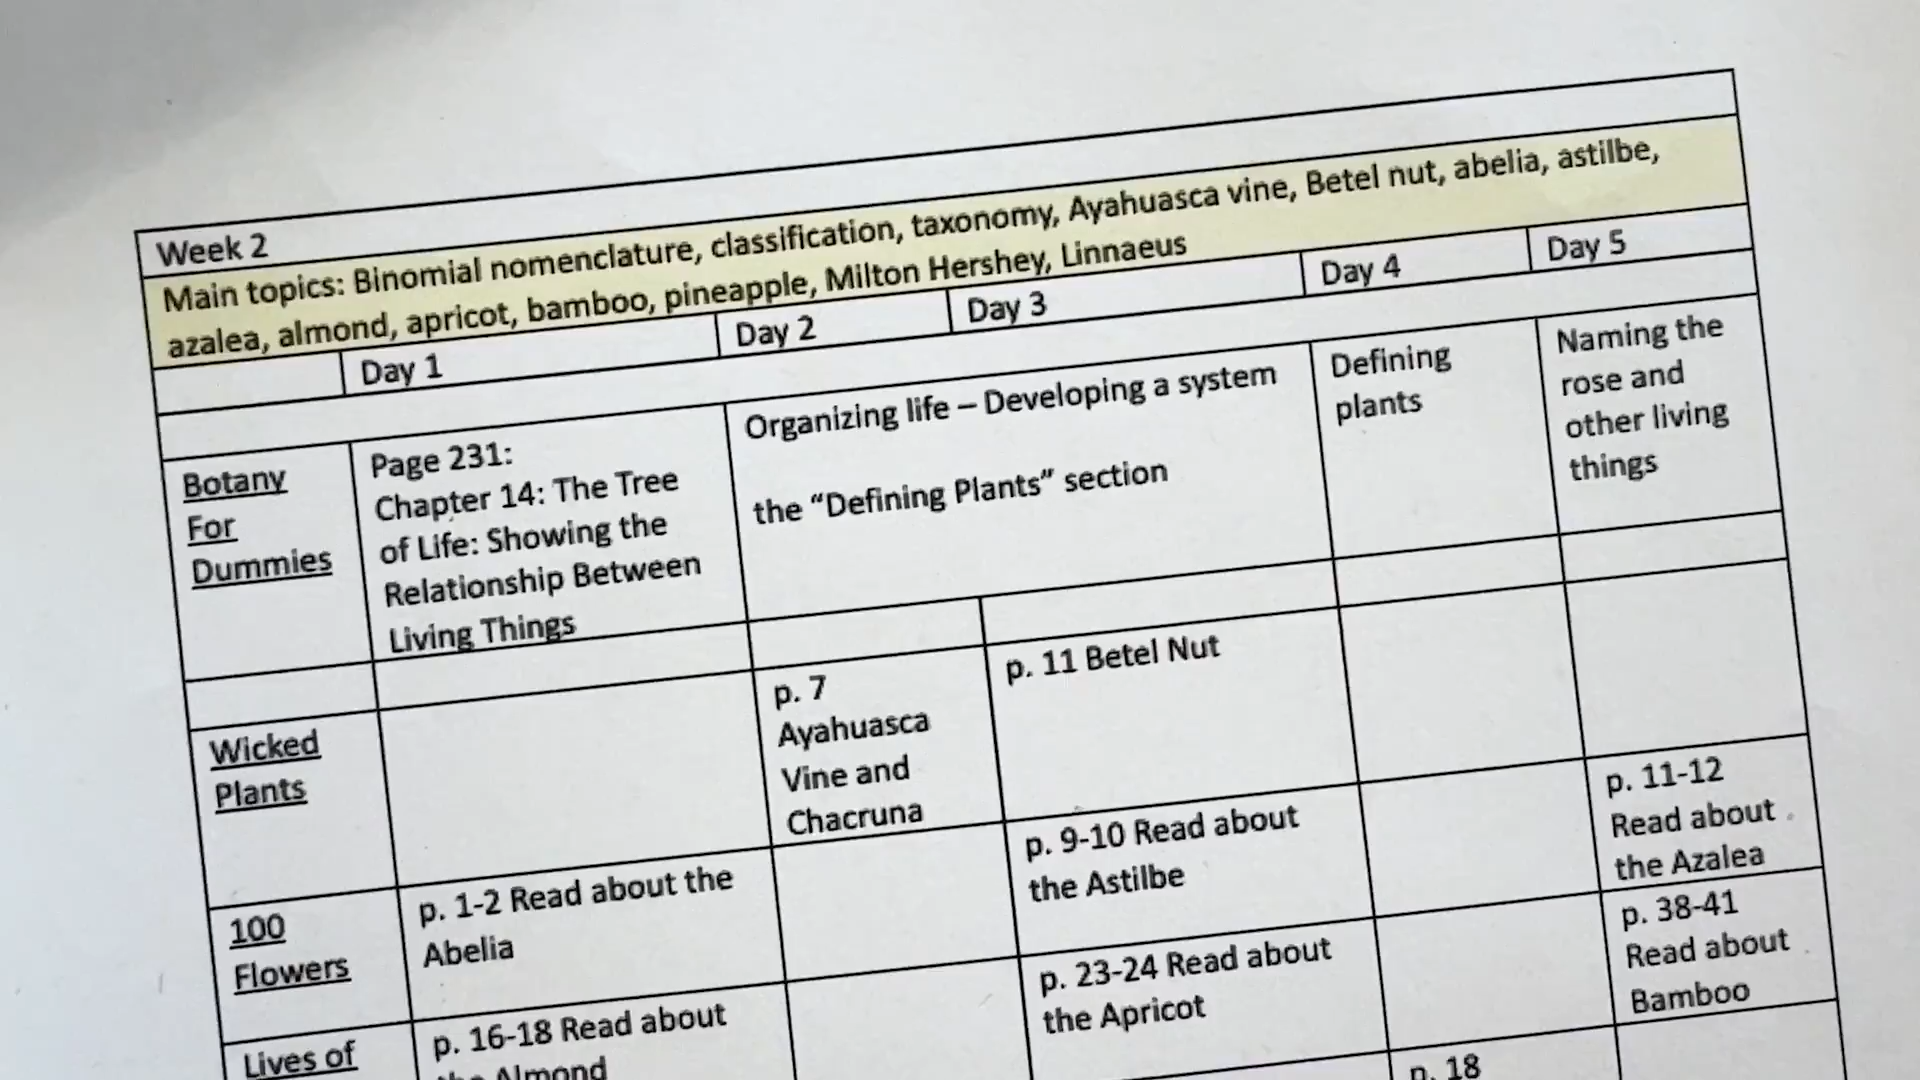 Week 2
Main topics: Binomial nomenclature, classification, taxonomy, Ayahuasca vine, Betel nut, abelia, astilbe,
azalea, almond, apricot, bamboo, pineapple, Milton Hershey, Linnaeus
Day 1
Day 2
Day 3
Day 4
Day 5
Botany
For
Dummies
Page 231:
Chapter 14: The Tree
of Life: Showing the
Relationship Between
Living Things
Organizing life – Developing a system
the “Defining Plants” section
Defining
plants
Naming the
rose and
other living
things
Wicked
Plants
p. 7
Ayahuasca
Vine and
Chacruna
p. 11 Betel Nut
100
Flowers
p. 1-2 Read about the
Abelia
p. 9-10 Read about
the Astilbe
p. 11-12
Read about
the Azalea
Lives of
p. 16-18 Read about
the Almond
p. 23-24 Read about
the Apricot
p. 38-41
Read about
Bamboo
p. 18